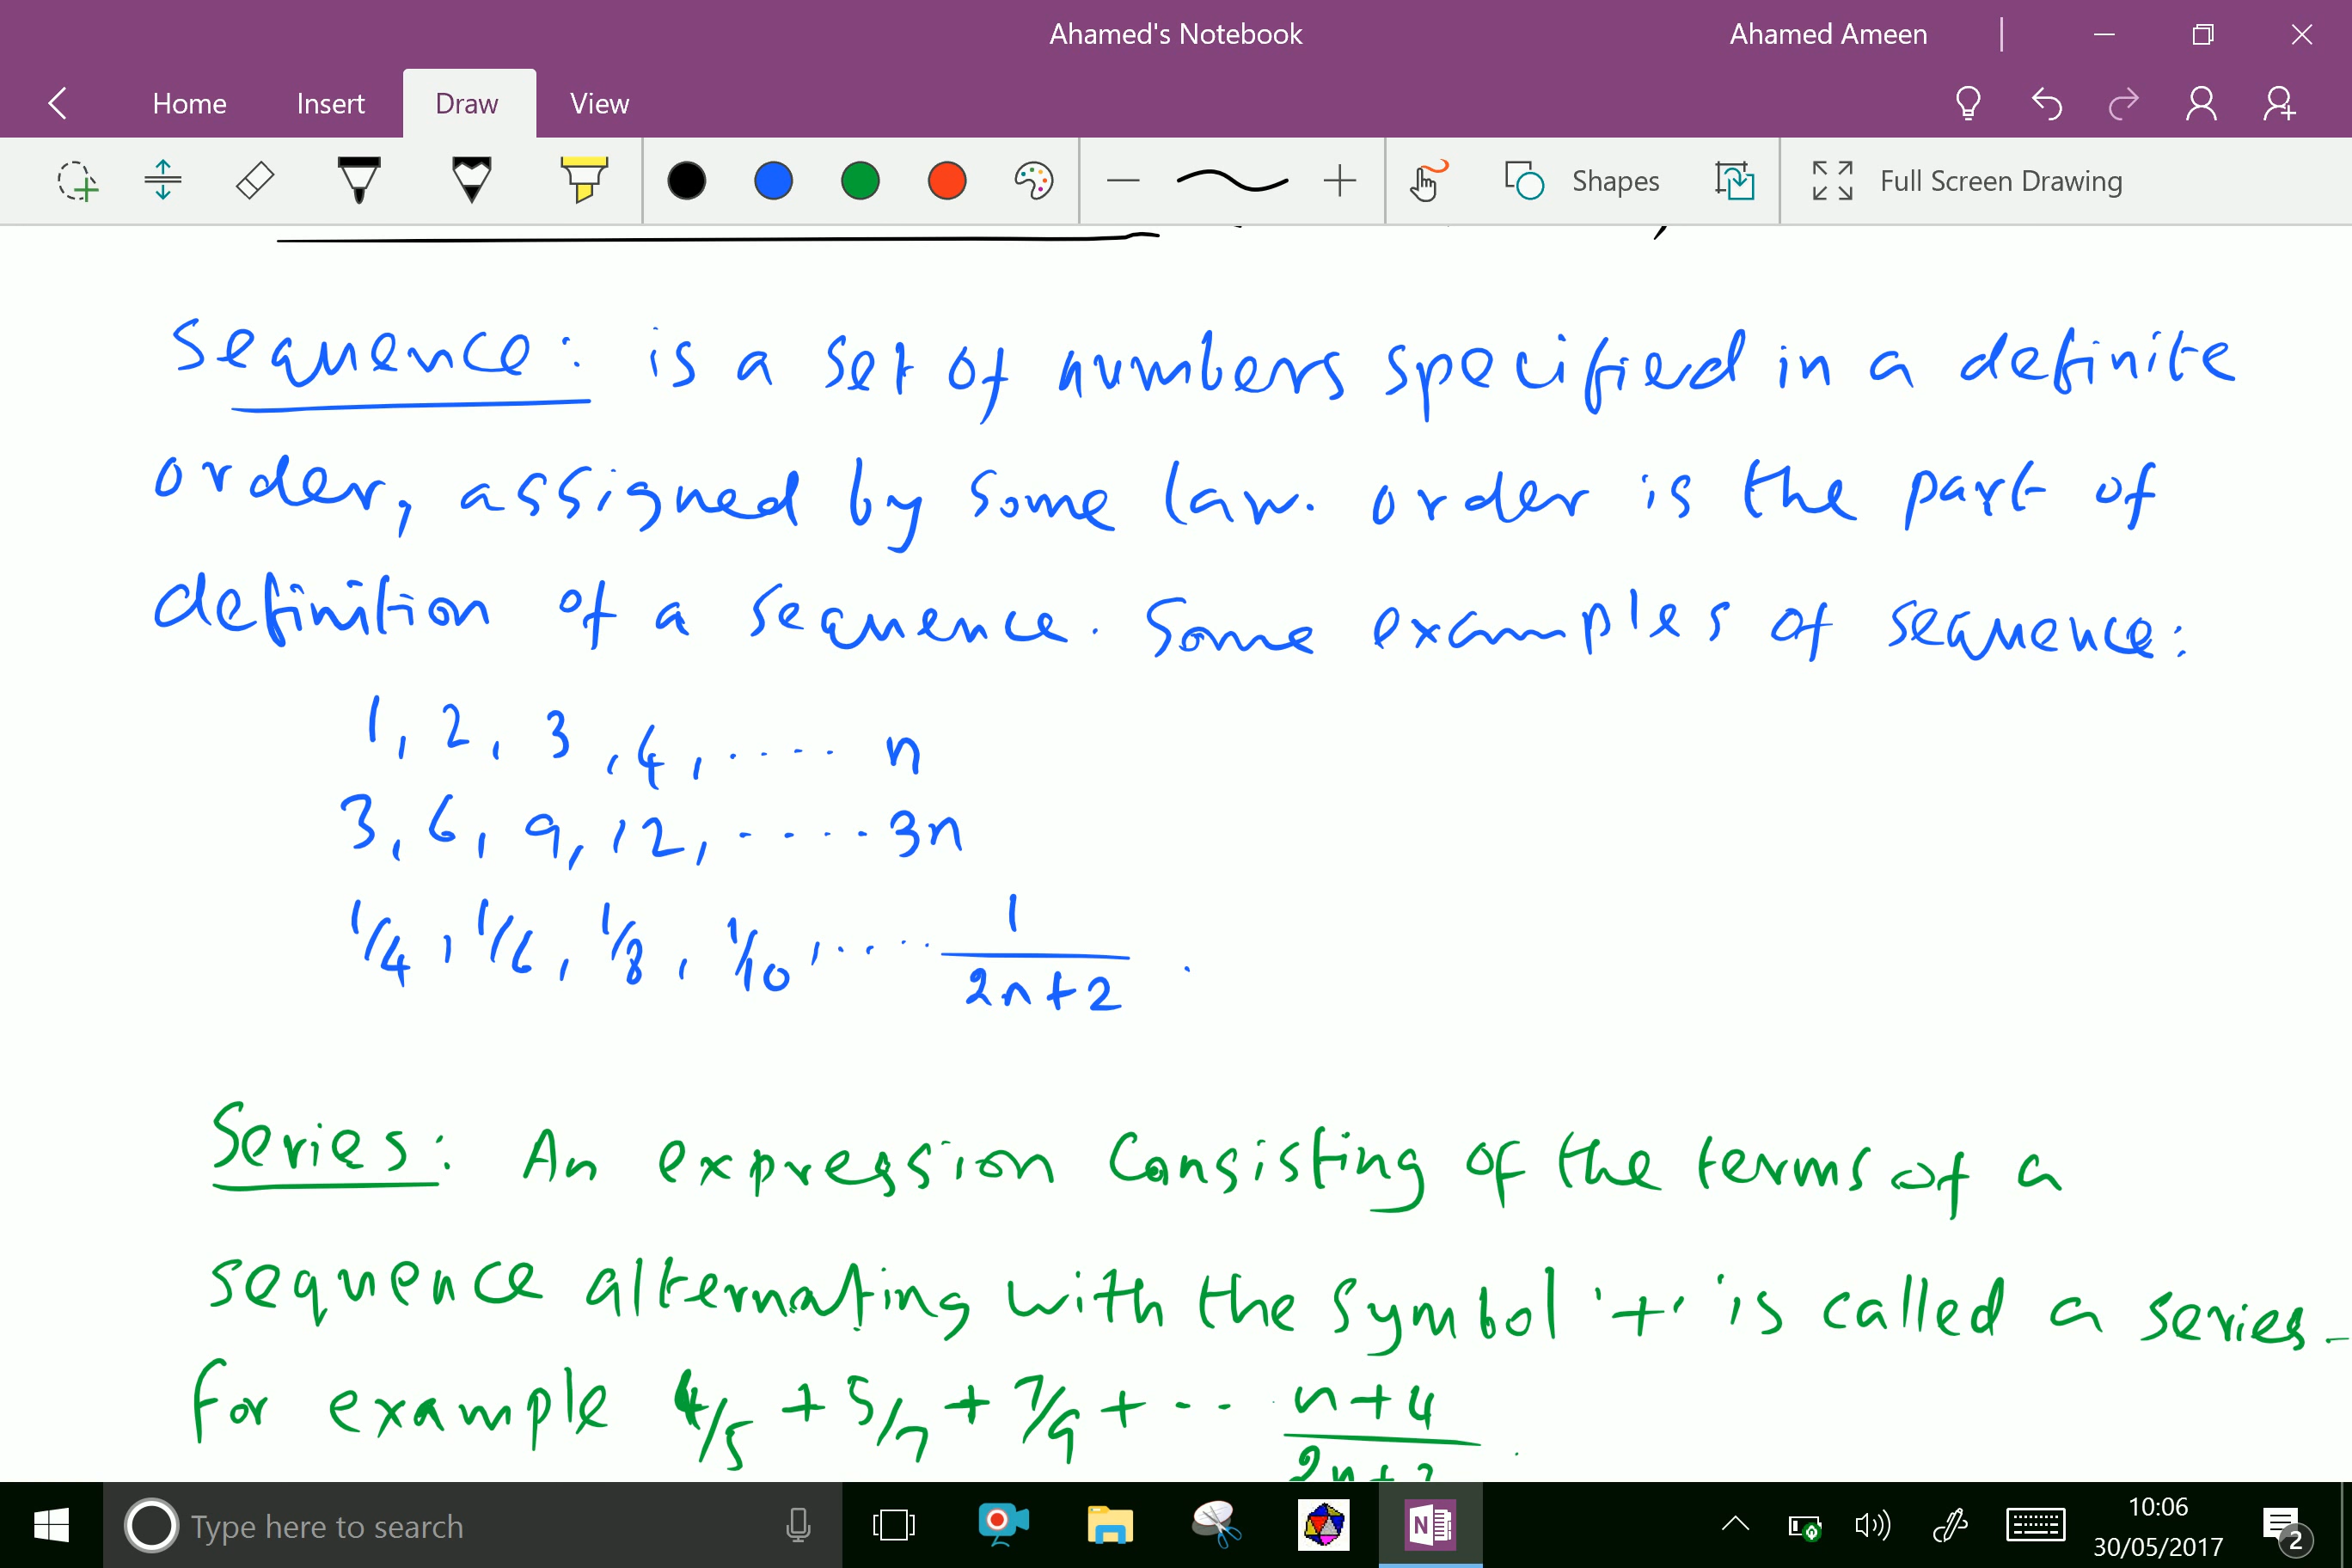 Ahamed's Notebook
Ahamed Ameen
Home Insert Draw View
Shapes
Full Screen Drawing
Sequence: is a set of numbers specified in a definite
order, assigned by some law. order is the part of
definition of a sequence. Some examples of sequence:
1, 2, 3, 4, .... n
3, 6, 9, 12, .... 3n
1/4, 1/6, 1/8, 1/10, .... 1/(2n+2) .
Series: An expression Consisting of the terms of a
sequence alternating with the symbol '+' is called a series.
for example 4/5 + 5/7 + 7/9 + ... n+4
Type here to search
N
10:06
30/05/2017
2